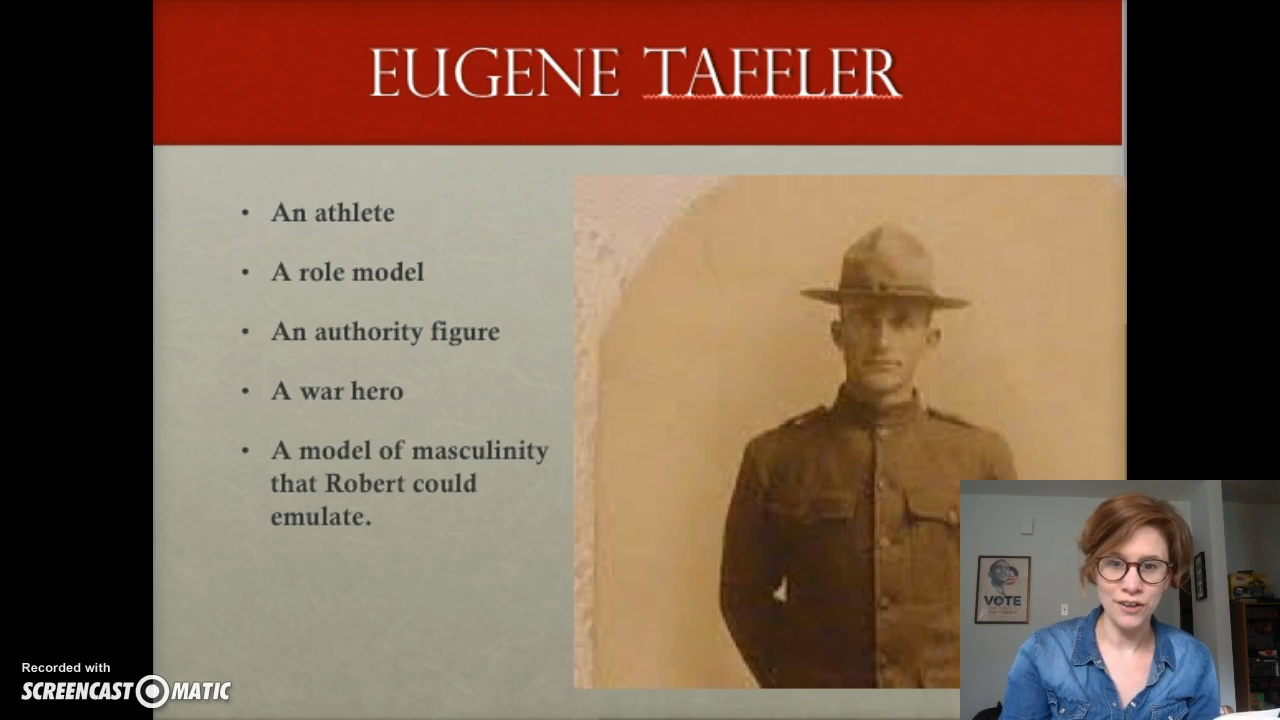 EUGENE TAFFLER
• An athlete
• A role model
• An authority figure
• A war hero
• A model of masculinity
that Robert could
emulate.
VOTE
Recorded with
SCREENCAST MATIC